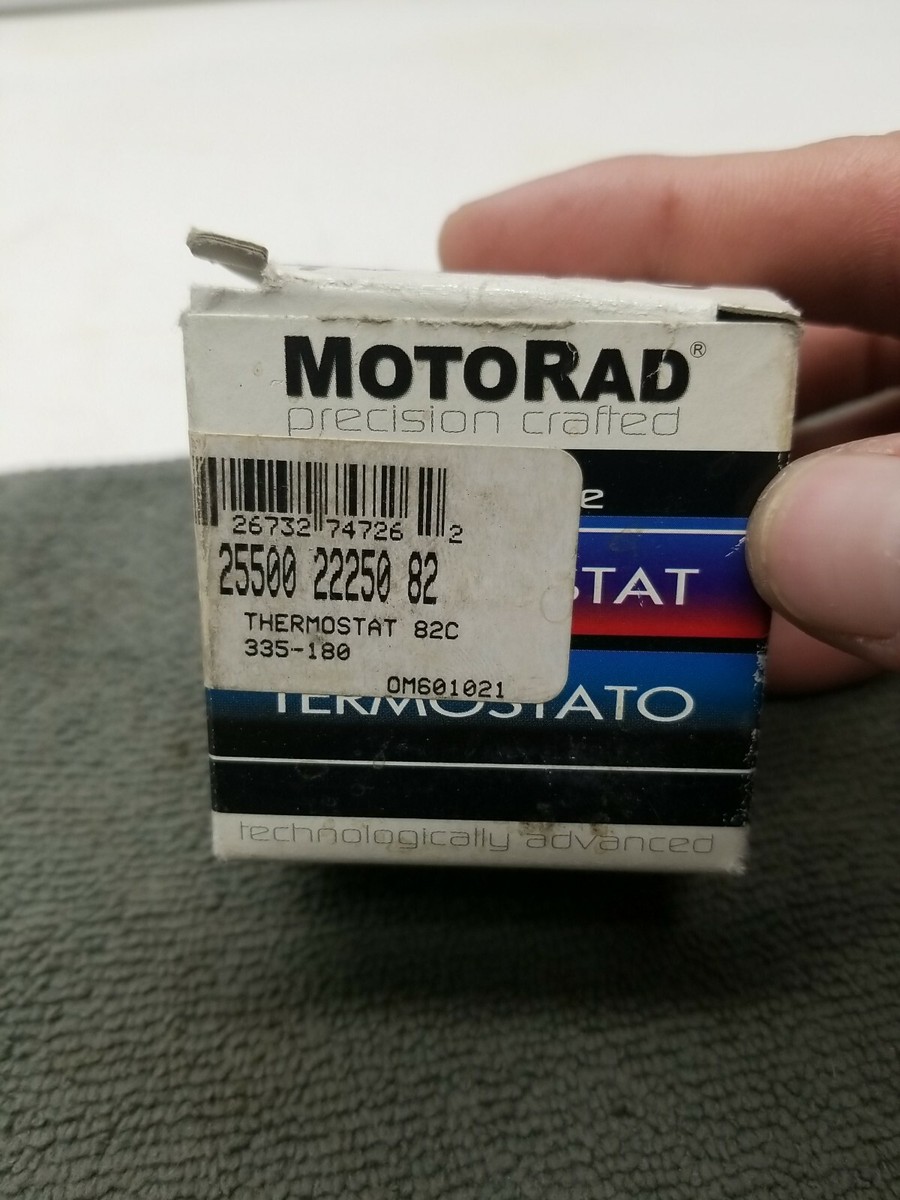 MOTORAD®
precision crafted
26732 74726 2
25500 22250 82
THERMOSTAT 82C
335-180
OM601021
STAT
TERMOSTATO
technologically advanced